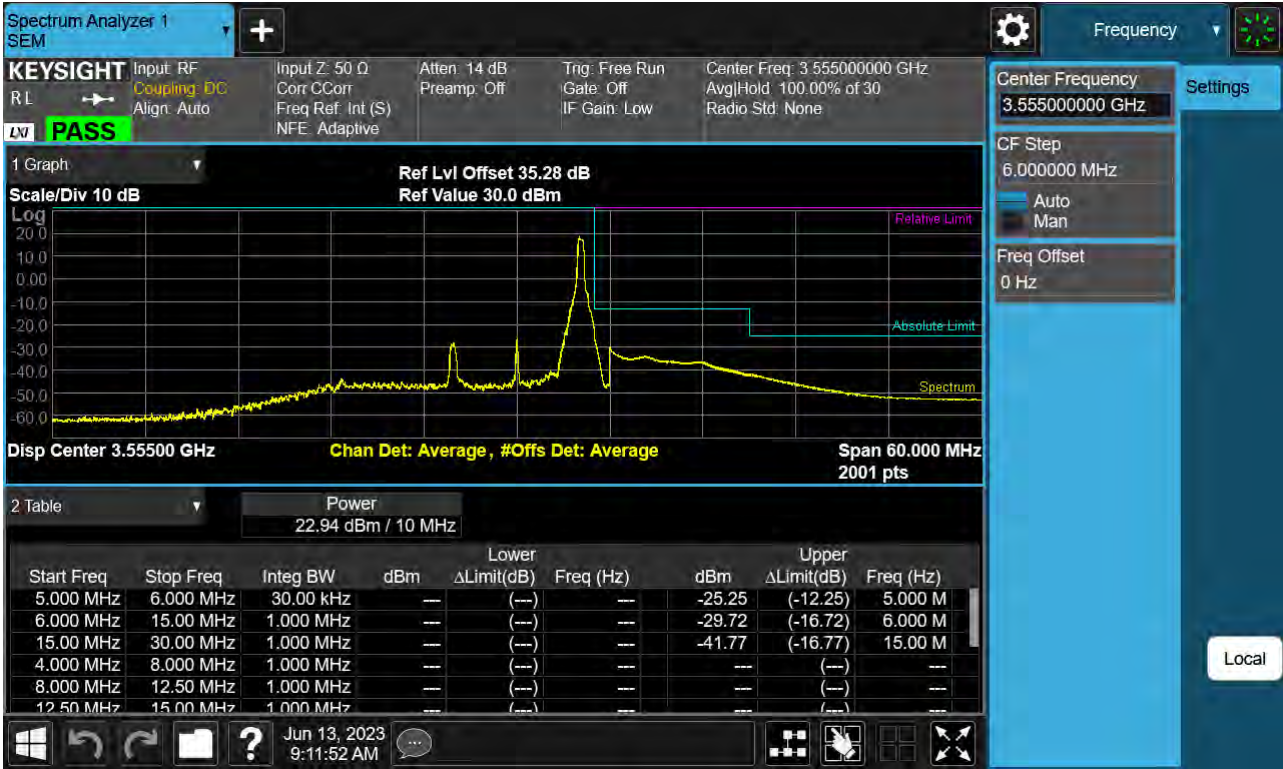 Spectrum Analyzer 1
SEM
+
Frequency
KEYSIGHT
RL
LXI
PASS
Input: RF
Coupling: DC
Align: Auto
Input Z: 50 Ω
Corr CCorr
Freq Ref: Int (S)
NFE: Adaptive
Atten: 14 dB
Preamp: Off
Trig: Free Run
Gate: Off
IF Gain: Low
Center Freq: 3.555000000 GHz
Avg|Hold: 100.00% of 30
Radio Std: None
Center Frequency
3.555000000 GHz
Settings
CF Step
6.000000 MHz
Auto
Man
Freq Offset
0 Hz
Local
1 Graph
Ref Lvl Offset 35.28 dB
Scale/Div 10 dB
Ref Value 30.0 dBm
Log
20.0
10.0
0.00
-10.0
-20.0
-30.0
-40.0
-50.0
-60.0
Relative Limit
Absolute Limit
Spectrum
Disp Center 3.55500 GHz
Chan Det: Average, #Offs Det: Average
Span 60.000 MHz
2001 pts
2 Table
Power
22.94 dBm / 10 MHz
Lower Upper
Start Freq Stop Freq Integ BW dBm ΔLimit(dB) Freq (Hz) dBm ΔLimit(dB) Freq (Hz)
5.000 MHz 6.000 MHz 30.00 kHz --- (---) --- -25.25 (-12.25) 5.000 M
6.000 MHz 15.00 MHz 1.000 MHz --- (---) --- -29.72 (-16.72) 6.000 M
15.00 MHz 30.00 MHz 1.000 MHz --- (---) --- -41.77 (-16.77) 15.00 M
4.000 MHz 8.000 MHz 1.000 MHz --- (---) --- --- (---) ---
8.000 MHz 12.50 MHz 1.000 MHz --- (---) --- --- (---) ---
12.50 MHz 15.00 MHz 1.000 MHz --- (---) --- --- (---) ---
?
Jun 13, 2023
9:11:52 AM